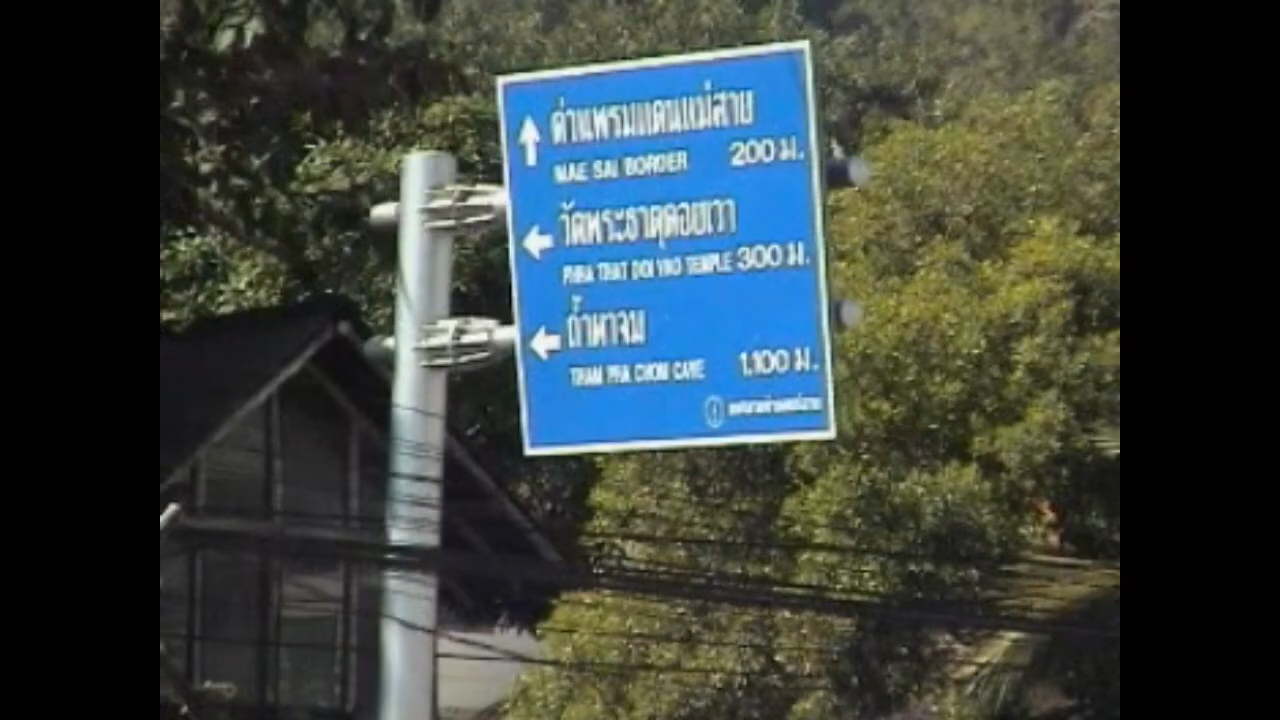 ด่านพรมแดนแม่สาย
MAE SAI BORDER 200 ม.
วัดพระธาตุดอยเวา
PHRA THAT DOI VAO TEMPLE 300 ม.
ถ้ำผาจม
THAM PHA CHOM CAVE 1.100 ม.